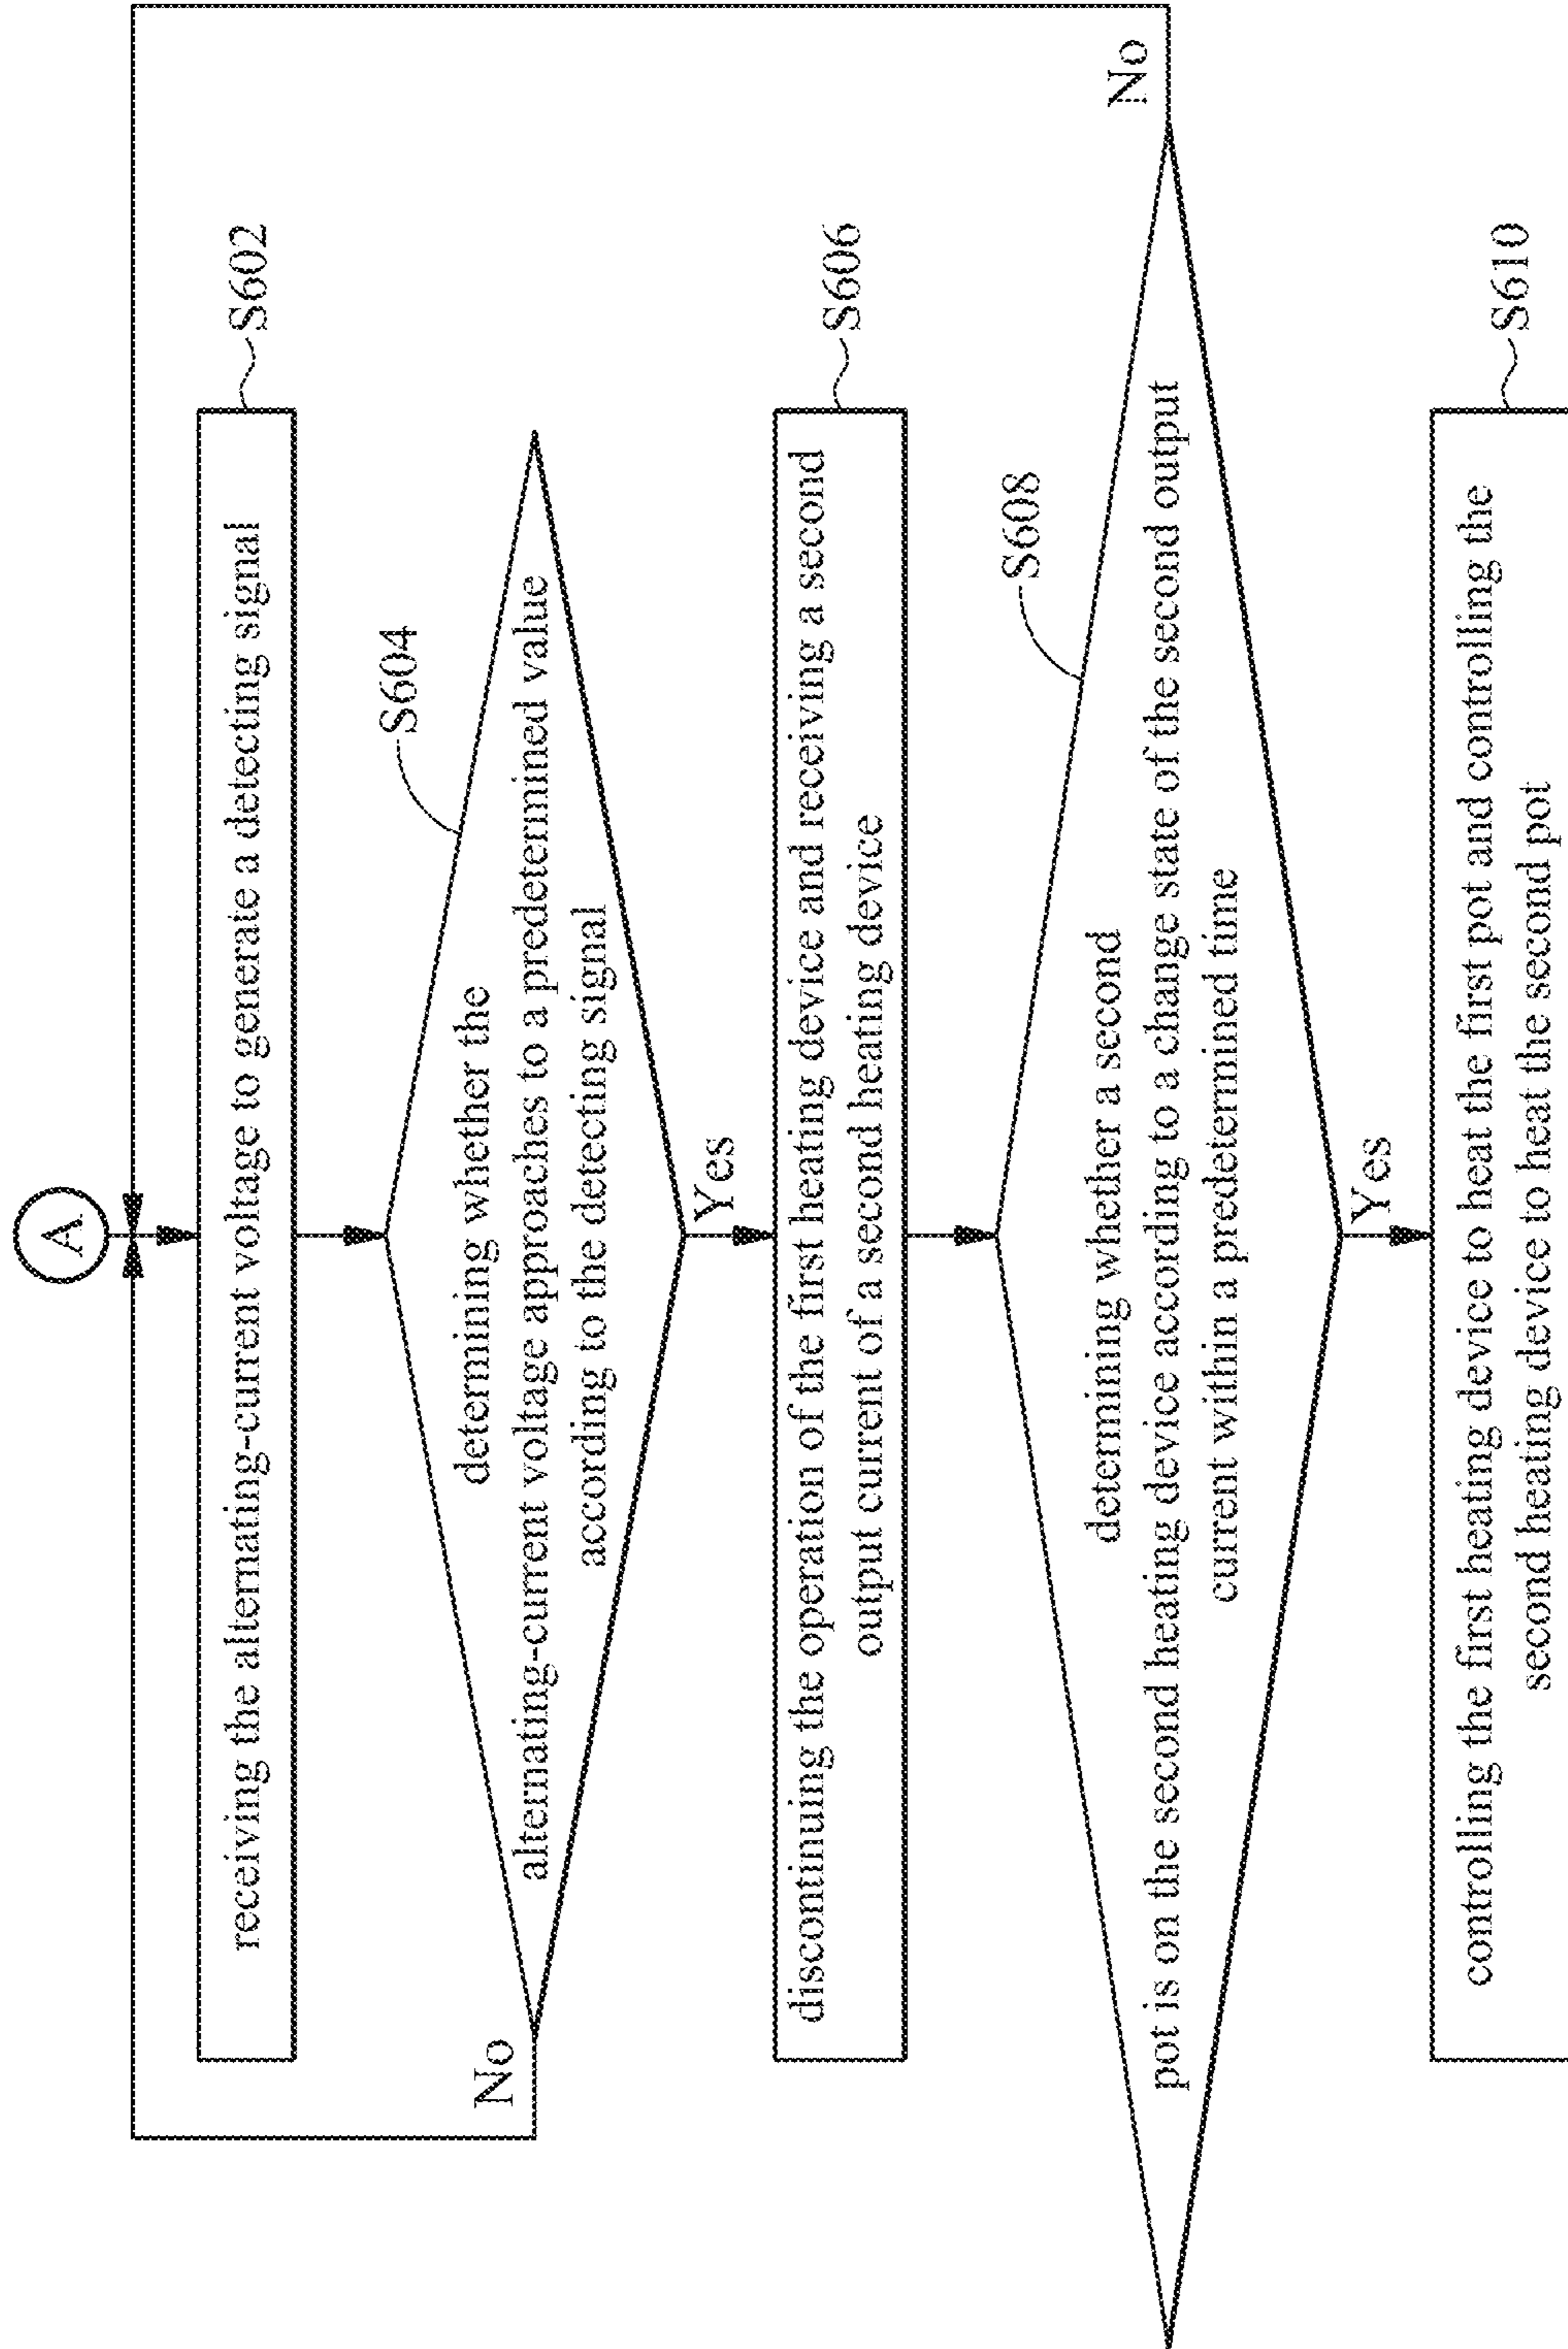 A
receiving the alternating-current voltage to generate a detecting signal
S602
determining whether the
alternating-current voltage approaches to a predetermined value
according to the detecting signal
S604
No
Yes
discontinuing the operation of the first heating device and receiving a second
output current of a second heating device
S606
determining whether a second
pot is on the second heating device according to a change state of the second output
current within a predetermined time
S608
No
Yes
controlling the first heating device to heat the first pot and controlling the
second heating device to heat the second pot
S610